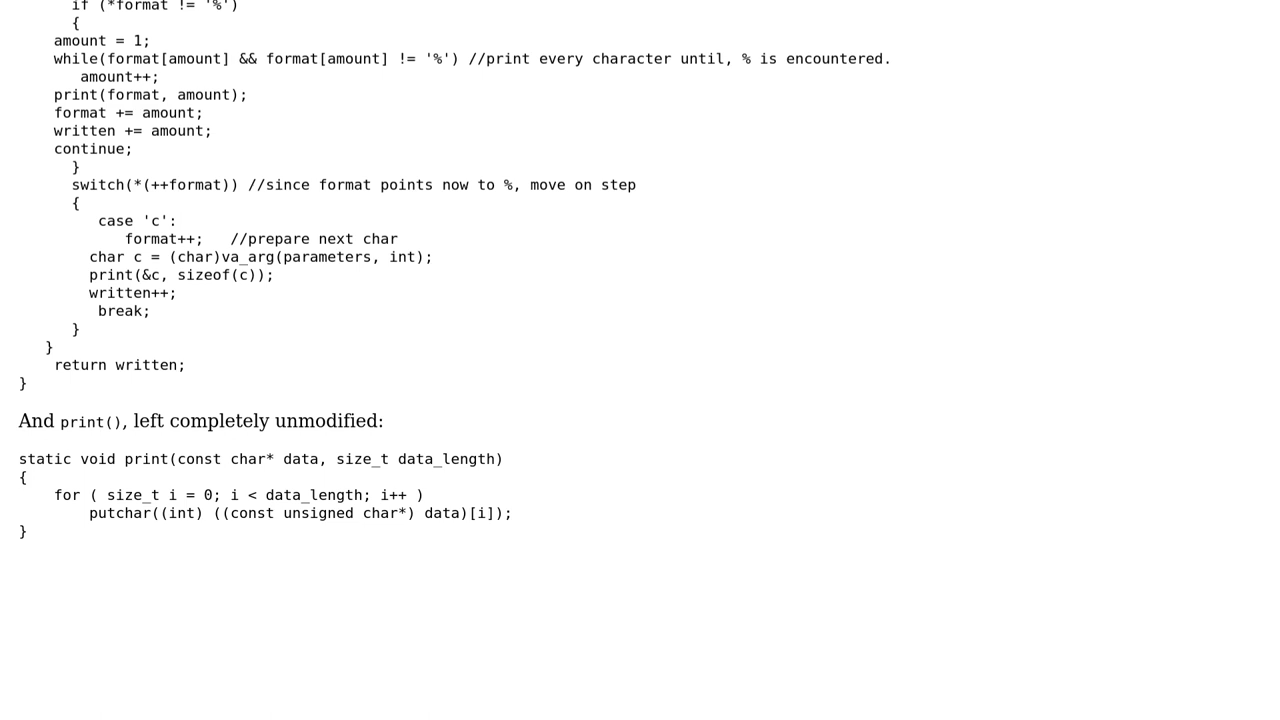 if (*format != '%')
{
amount = 1;
while(format[amount] && format[amount] != '%') //print every character until, % is encountered.
amount++;
print(format, amount);
format += amount;
written += amount;
continue;
}
switch(*(++format)) //since format points now to %, move on step
{
case 'c':
format++;   //prepare next char
char c = (char)va_arg(parameters, int);
print(&c, sizeof(c));
written++;
break;
}
}
return written;
}
And print(), left completely unmodified:
static void print(const char* data, size_t data_length)
{
for ( size_t i = 0; i < data_length; i++ )
putchar((int) ((const unsigned char*) data)[i]);
}